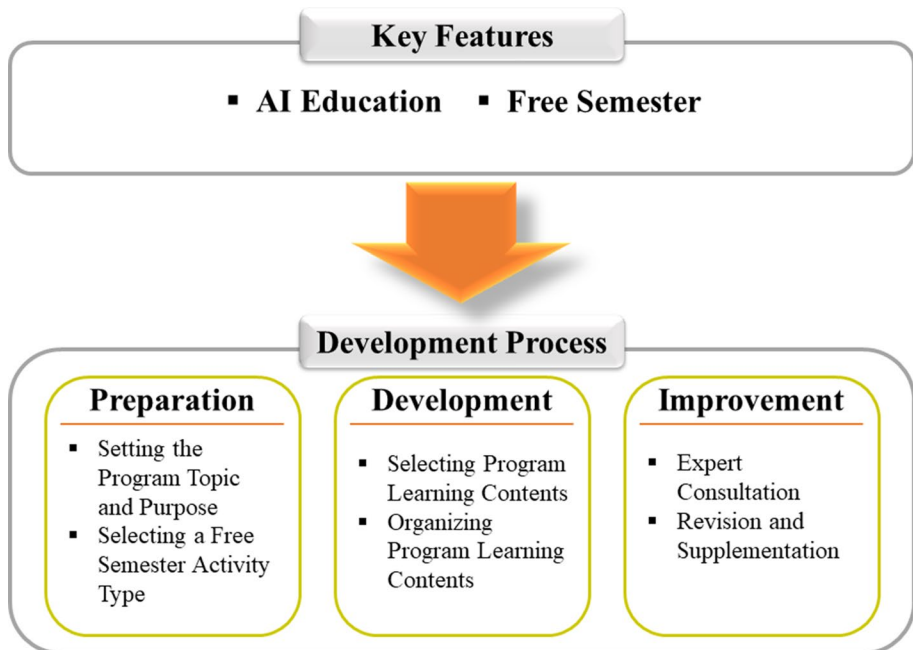 Key Features
▪ AI Education ▪ Free Semester
Development Process
Preparation
▪ Setting the
Program Topic
and Purpose
▪ Selecting a Free
Semester Activity
Type
Development
▪ Selecting Program
Learning Contents
▪ Organizing
Program Learning
Contents
Improvement
▪ Expert
Consultation
▪ Revision and
Supplementation